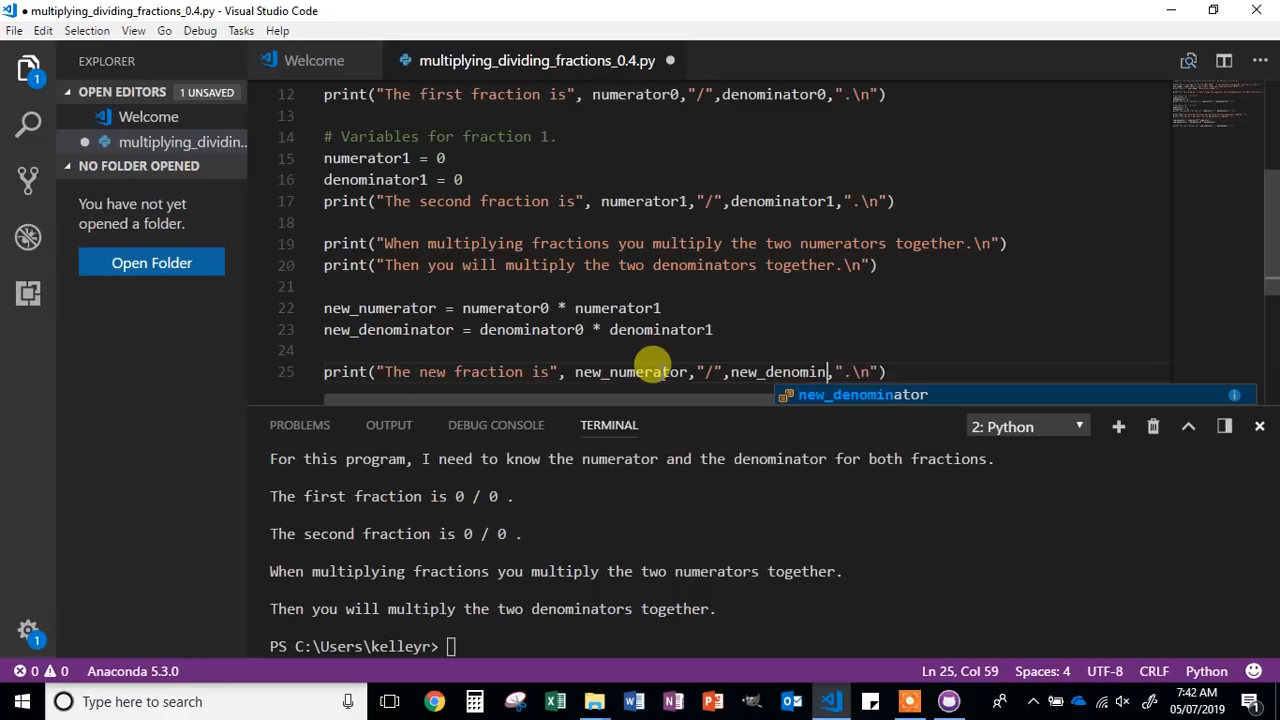 multiplying_dividing_fractions_0.4.py - Visual Studio Code
File Edit Selection View Go Debug Tasks Help
EXPLORER
OPEN EDITORS 1 UNSAVED
Welcome
multiplying_dividin...
NO FOLDER OPENED
You have not yet
opened a folder.
Open Folder
Welcome
multiplying_dividing_fractions_0.4.py
12 print("The first fraction is", numerator0,"/",denominator0,".\n")
13
14 # Variables for fraction 1.
15 numerator1 = 0
16 denominator1 = 0
17 print("The second fraction is", numerator1,"/",denominator1,".\n")
18
19 print("When multiplying fractions you multiply the two numerators together.\n")
20 print("Then you will multiply the two denominators together.\n")
21
22 new_numerator = numerator0 * numerator1
23 new_denominator = denominator0 * denominator1
24
25 print("The new fraction is", new_numerator,"/",new_denomin,".\n")
new_denominator
PROBLEMS OUTPUT DEBUG CONSOLE TERMINAL 2: Python
For this program, I need to know the numerator and the denominator for both fractions.
The first fraction is 0 / 0 .
The second fraction is 0 / 0 .
When multiplying fractions you multiply the two numerators together.
Then you will multiply the two denominators together.
PS C:\Users\kelleyr>
0 0 Anaconda 5.3.0 Ln 25, Col 59 Spaces: 4 UTF-8 CRLF Python
Type here to search
7:42 AM
05/07/2019